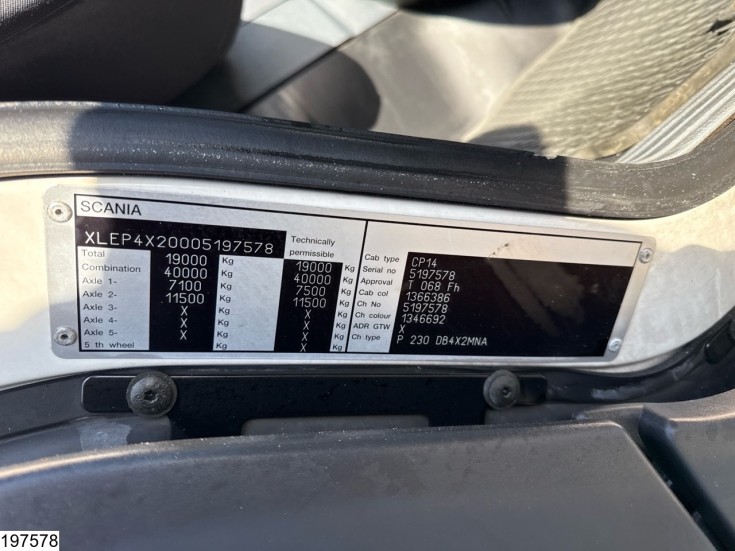 SCANIA
XLEP4X20005197578
Technically permissible
Total 19000 Kg 19000 Kg
Combination 40000 Kg 40000 Kg
Axle 1- 7100 Kg 7500 Kg
Axle 2- 11500 Kg 11500 Kg
Axle 3- X Kg X Kg
Axle 4- X Kg X Kg
Axle 5- X Kg X Kg
5 th wheel Kg Kg
Cab type CP14
Serial no 5197578
Approval T 068 Fh
Cab col 1366386
Ch No 5197578
Ch colour 1346692
ADR GTW X
Ch type P 230 DB4X2MNA
197578